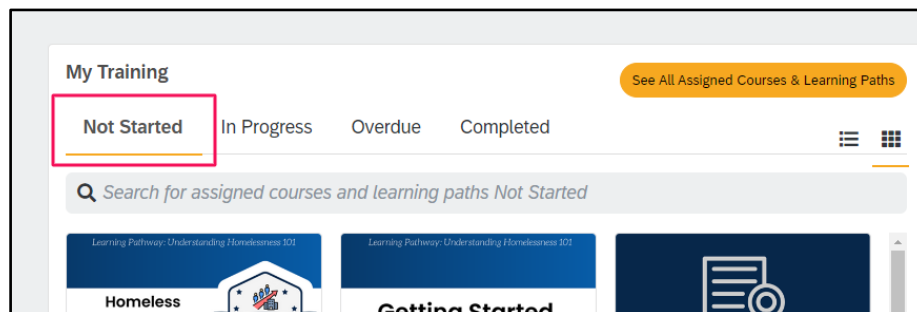 My Training
See All Assigned Courses & Learning Paths
Not Started
In Progress
Overdue
Completed
Search for assigned courses and learning paths Not Started
Learning Pathway: Understanding Homelessness 101
Learning Pathway: Understanding Homelessness 101
Homeless
Getting Started